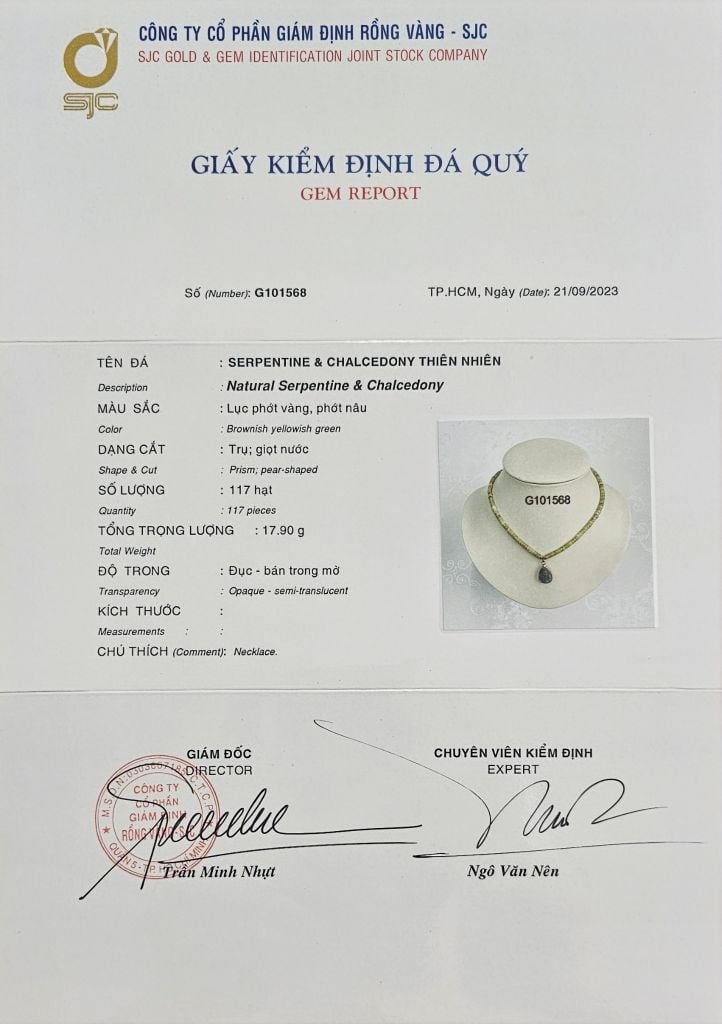 CÔNG TY CỔ PHẦN GIÁM ĐỊNH RỒNG VÀNG - SJC
SJC GOLD & GEM IDENTIFICATION JOINT STOCK COMPANY
SJC
GIẤY KIỂM ĐỊNH ĐÁ QUÝ
GEM REPORT
Số (Number): G101568
TP.HCM, Ngày (Date): 21/09/2023
TÊN ĐÁ : SERPENTINE & CHALCEDONY THIÊN NHIÊN
Description : Natural Serpentine & Chalcedony
MÀU SẮC : Lục phớt vàng, phớt nâu
Color : Brownish yellowish green
DẠNG CẮT : Trụ; giọt nước
Shape & Cut : Prism; pear-shaped
SỐ LƯỢNG : 117 hạt
Quantity : 117 pieces
TỔNG TRỌNG LƯỢNG : 17.90 g
Total Weight
ĐỘ TRONG : Đục - bán trong mờ
Transparency : Opaque - semi-translucent
KÍCH THƯỚC :
Measurements : :
CHÚ THÍCH (Comment): Necklace.
G101568
GIÁM ĐỐC
DIRECTOR
CHUYÊN VIÊN KIỂM ĐỊNH
EXPERT
CÔNG TY
CỔ PHẦN
GIÁM ĐỊNH
RỒNG VÀNG-SJC
Trần Minh Nhựt
Ngô Văn Nên